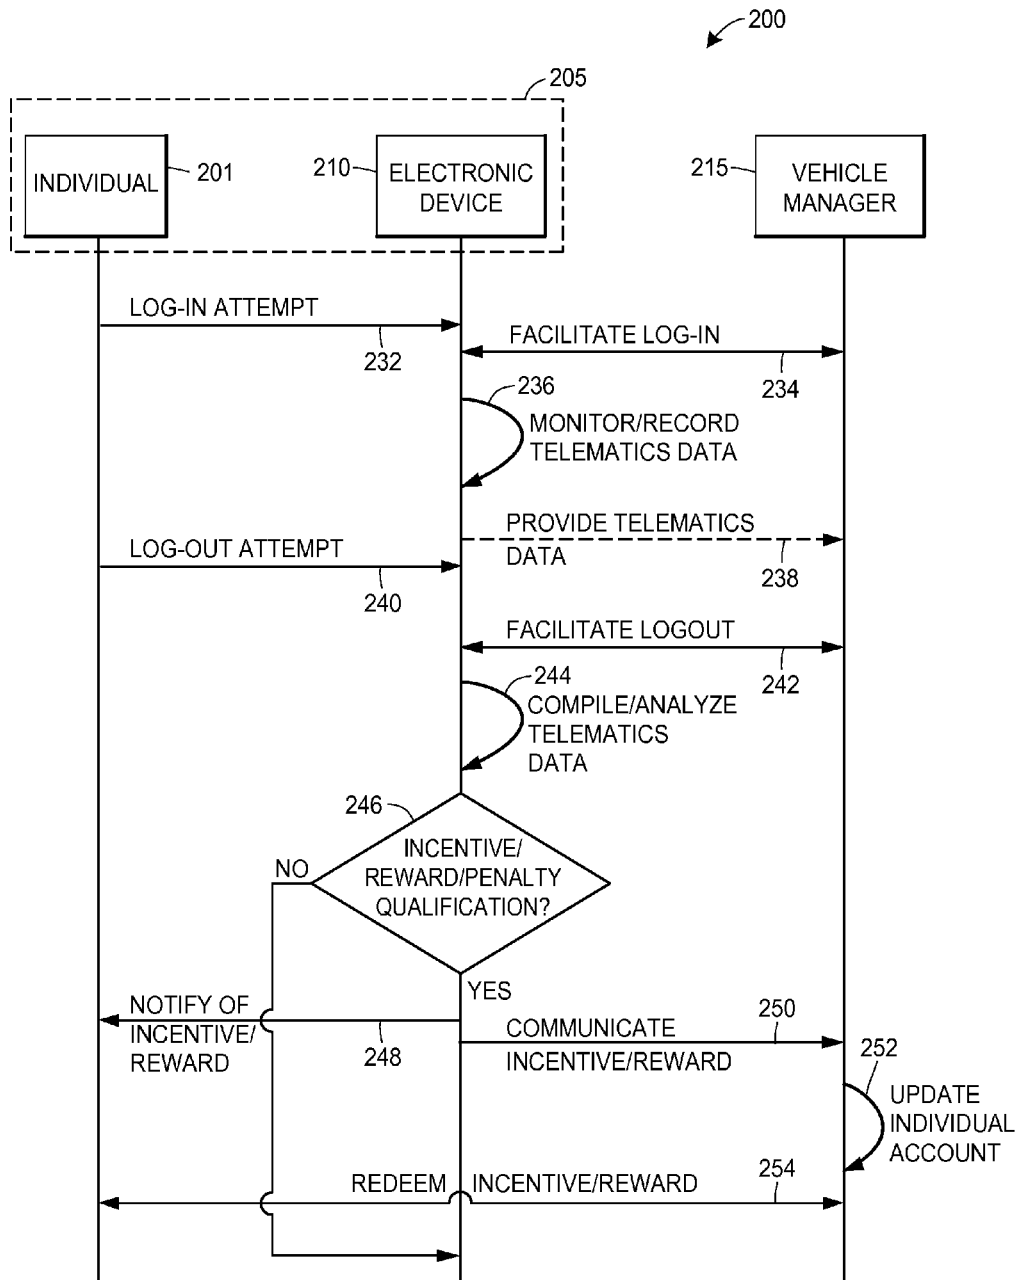 200
205
INDIVIDUAL
201
210
ELECTRONIC
DEVICE
215
VEHICLE
MANAGER
LOG-IN ATTEMPT
232
FACILITATE LOG-IN
234
236
MONITOR/RECORD
TELEMATICS DATA
PROVIDE TELEMATICS
DATA
238
LOG-OUT ATTEMPT
240
FACILITATE LOGOUT
242
244
COMPILE/ANALYZE
TELEMATICS
DATA
246
INCENTIVE/
REWARD/PENALTY
QUALIFICATION?
NO
YES
NOTIFY OF
INCENTIVE/
REWARD
248
COMMUNICATE
INCENTIVE/REWARD
250
252
UPDATE
INDIVIDUAL
ACCOUNT
REDEEM INCENTIVE/REWARD
254